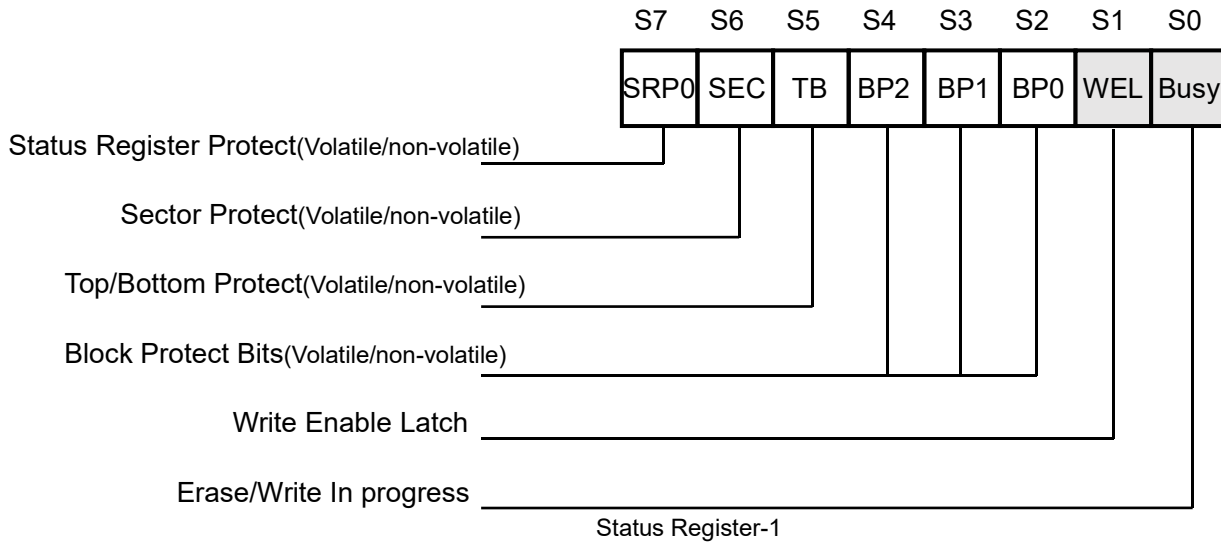 S7 S6 S5 S4 S3 S2 S1 S0
SRP0 SEC TB BP2 BP1 BP0 WEL Busy
Status Register Protect(Volatile/non-volatile)
Sector Protect(Volatile/non-volatile)
Top/Bottom Protect(Volatile/non-volatile)
Block Protect Bits(Volatile/non-volatile)
Write Enable Latch
Erase/Write In progress
Status Register-1